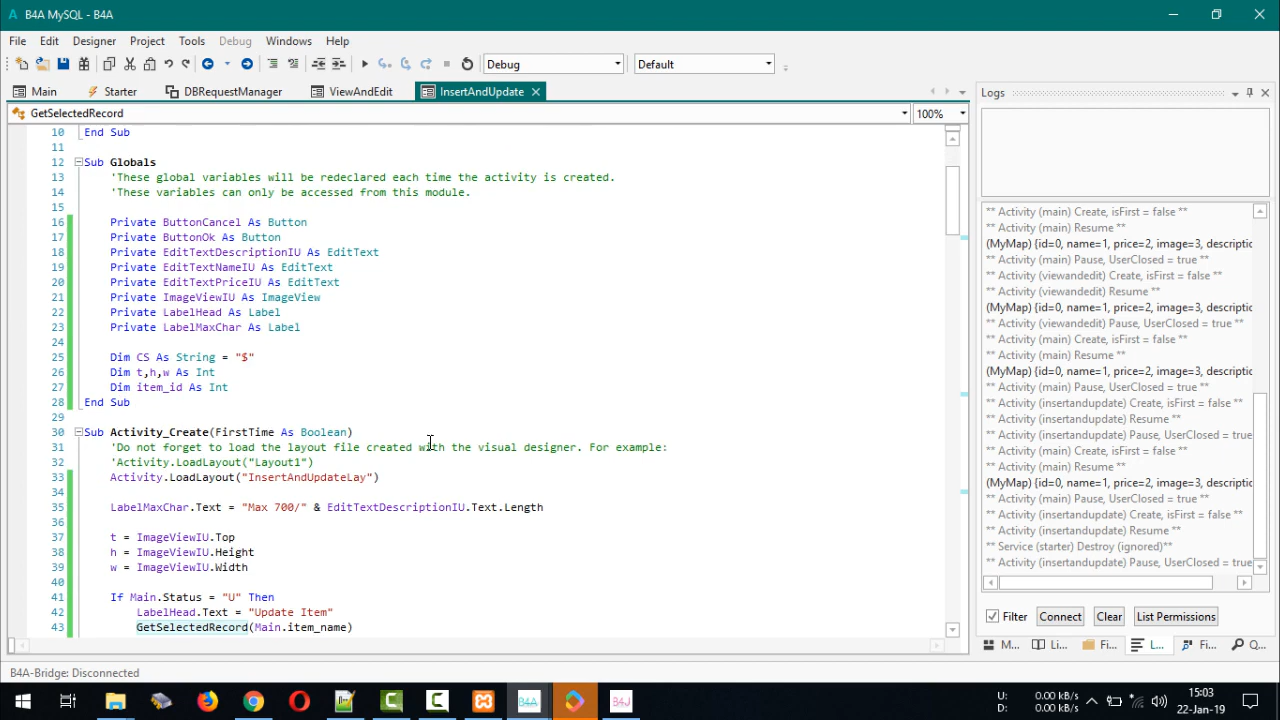 B4A MySQL - B4A
File Edit Designer Project Tools Debug Windows Help
Debug Default
Main Starter DBRequestManager ViewAndEdit InsertAndUpdate
GetSelectedRecord 100%
10 End Sub
11
12 Sub Globals
13 'These global variables will be redeclared each time the activity is created.
14 'These variables can only be accessed from this module.
15
16 Private ButtonCancel As Button
17 Private ButtonOk As Button
18 Private EditTextDescriptionIU As EditText
19 Private EditTextNameIU As EditText
20 Private EditTextPriceIU As EditText
21 Private ImageViewIU As ImageView
22 Private LabelHead As Label
23 Private LabelMaxChar As Label
24
25 Dim CS As String = "$"
26 Dim t,h,w As Int
27 Dim item_id As Int
28 End Sub
29
30 Sub Activity_Create(FirstTime As Boolean)
31 'Do not forget to load the layout file created with the visual designer. For example:
32 'Activity.LoadLayout("Layout1")
33 Activity.LoadLayout("InsertAndUpdateLay")
34
35 LabelMaxChar.Text = "Max 700/" & EditTextDescriptionIU.Text.Length
36
37 t = ImageViewIU.Top
38 h = ImageViewIU.Height
39 w = ImageViewIU.Width
40
41 If Main.Status = "U" Then
42 LabelHead.Text = "Update Item"
43 GetSelectedRecord(Main.item_name)
Logs
** Activity (main) Create, isFirst = false **
** Activity (main) Resume **
(MyMap) {id=0, name=1, price=2, image=3, descriptic
** Activity (main) Pause, UserClosed = true **
** Activity (viewandedit) Create, isFirst = false **
** Activity (viewandedit) Resume **
(MyMap) {id=0, name=1, price=2, image=3, descriptic
** Activity (viewandedit) Pause, UserClosed = true **
** Activity (main) Create, isFirst = false **
** Activity (main) Resume **
(MyMap) {id=0, name=1, price=2, image=3, descriptic
** Activity (main) Pause, UserClosed = true **
** Activity (insertandupdate) Create, isFirst = false
** Activity (insertandupdate) Resume **
** Activity (insertandupdate) Pause, UserClosed = true
** Activity (main) Create, isFirst = false **
** Activity (main) Resume **
(MyMap) {id=0, name=1, price=2, image=3, descriptic
** Activity (main) Pause, UserClosed = true **
** Activity (insertandupdate) Create, isFirst = false
** Activity (insertandupdate) Resume **
** Service (starter) Destroy (ignored)**
** Activity (insertandupdate) Pause, UserClosed = true
Filter Connect Clear List Permissions
M... Li... Fi... L... Fi... Q...
B4A-Bridge: Disconnected
U: 0.00 kB/s
D: 0.00 kB/s
15:03
22-Jan-19